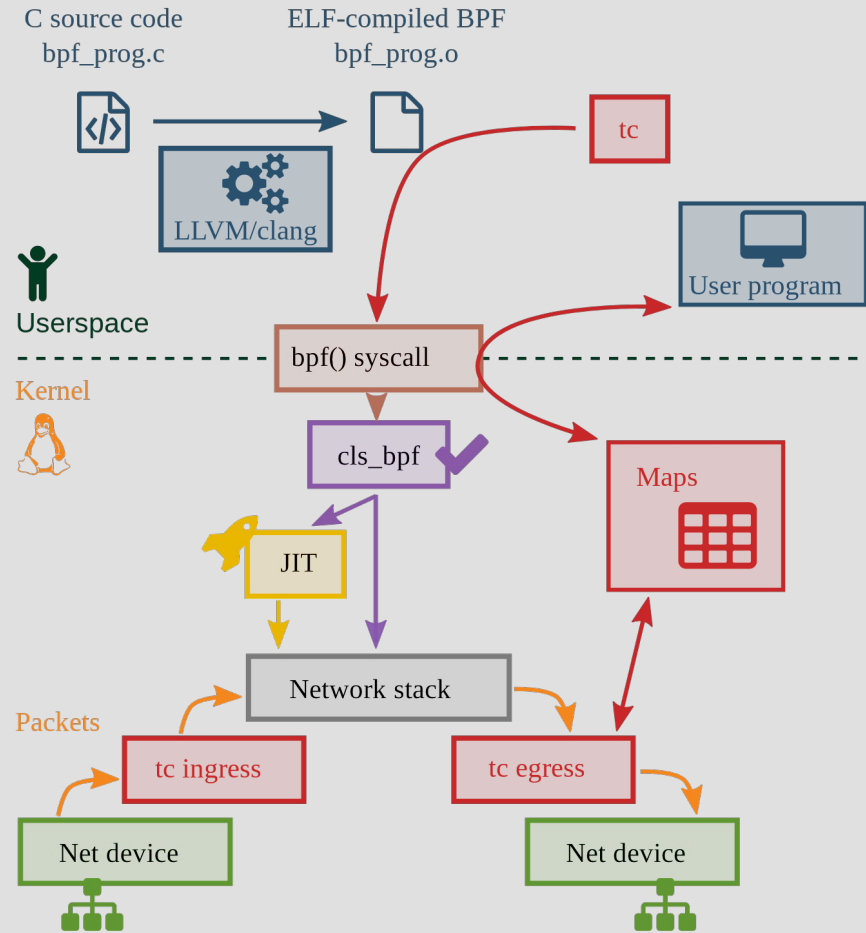 C source code
bpf_prog.c
ELF-compiled BPF
bpf_prog.o
</>
tc
LLVM/clang
User program
Userspace
bpf() syscall
Kernel
cls_bpf
Maps
JIT
Network stack
Packets
tc ingress
tc egress
Net device
Net device